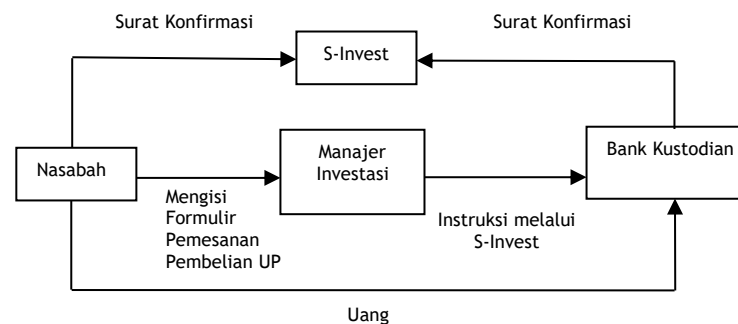 Surat Konfirmasi
Surat Konfirmasi
S-Invest
Nasabah
Manajer
Investasi
Bank Kustodian
Mengisi
Formulir
Pemesanan
Pembelian UP
Instruksi melalui
S-Invest
Uang